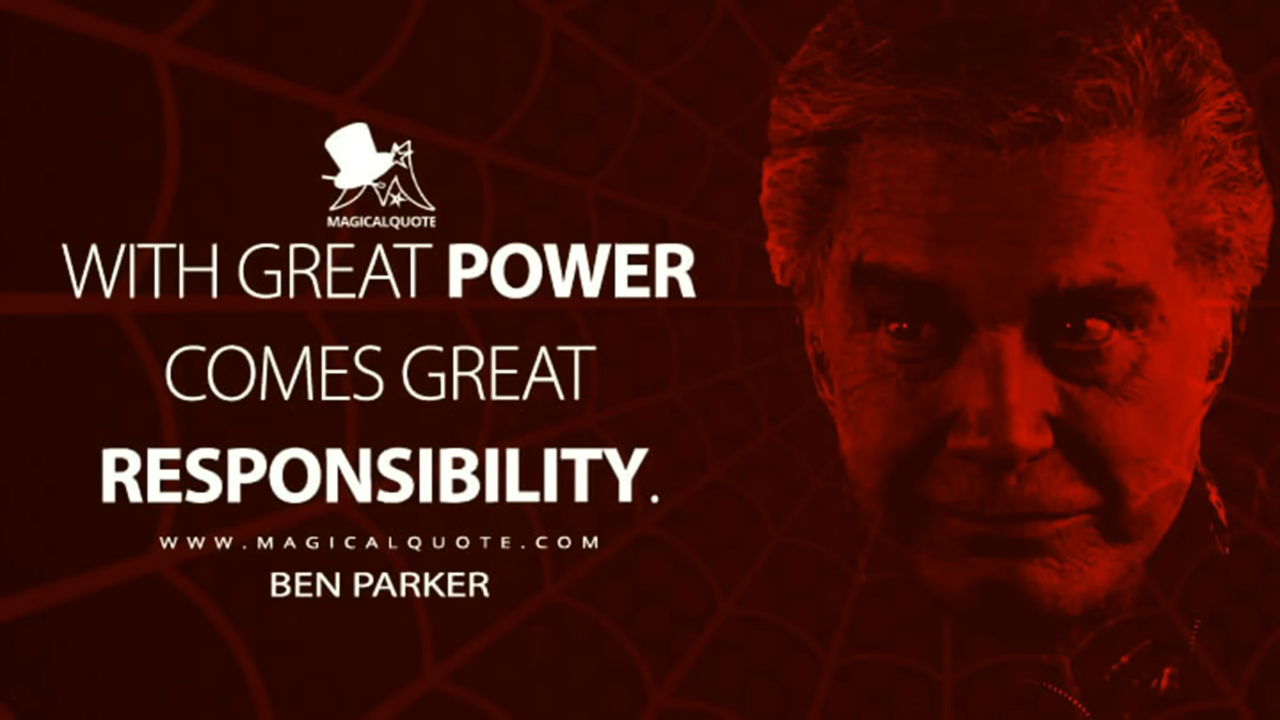 MAGICALQUOTE
WITH GREAT POWER
COMES GREAT
RESPONSIBILITY.
WWW.MAGICALQUOTE.COM
BEN PARKER